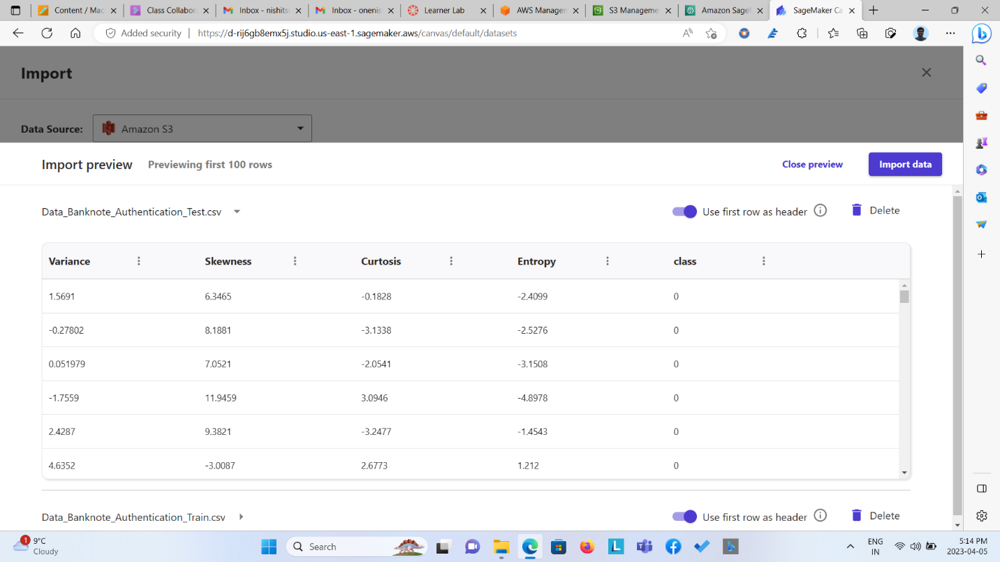 Content / Mac
Class Collabora
Inbox - nishits
Inbox - onenis
Learner Lab
AWS Managem
S3 Manageme
Amazon Sage
SageMaker Ca
Added security
https://d-rij6gb8emx5j.studio.us-east-1.sagemaker.aws/canvas/default/datasets
Import
Data Source: Amazon S3
Import preview Previewing first 100 rows Close preview Import data
Data_Banknote_Authentication_Test.csv Use first row as header Delete
Variance Skewness Curtosis Entropy class
1.5691 6.3465 -0.1828 -2.4099 0
-0.27802 8.1881 -3.1338 -2.5276 0
0.051979 7.0521 -2.0541 -3.1508 0
-1.7559 11.9459 3.0946 -4.8978 0
2.4287 9.3821 -3.2477 -1.4543 0
4.6352 -3.0087 2.6773 1.212 0
Data_Banknote_Authentication_Train.csv Use first row as header Delete
1
9°C
Cloudy
Search
ENG
IN
5:14 PM
2023-04-05